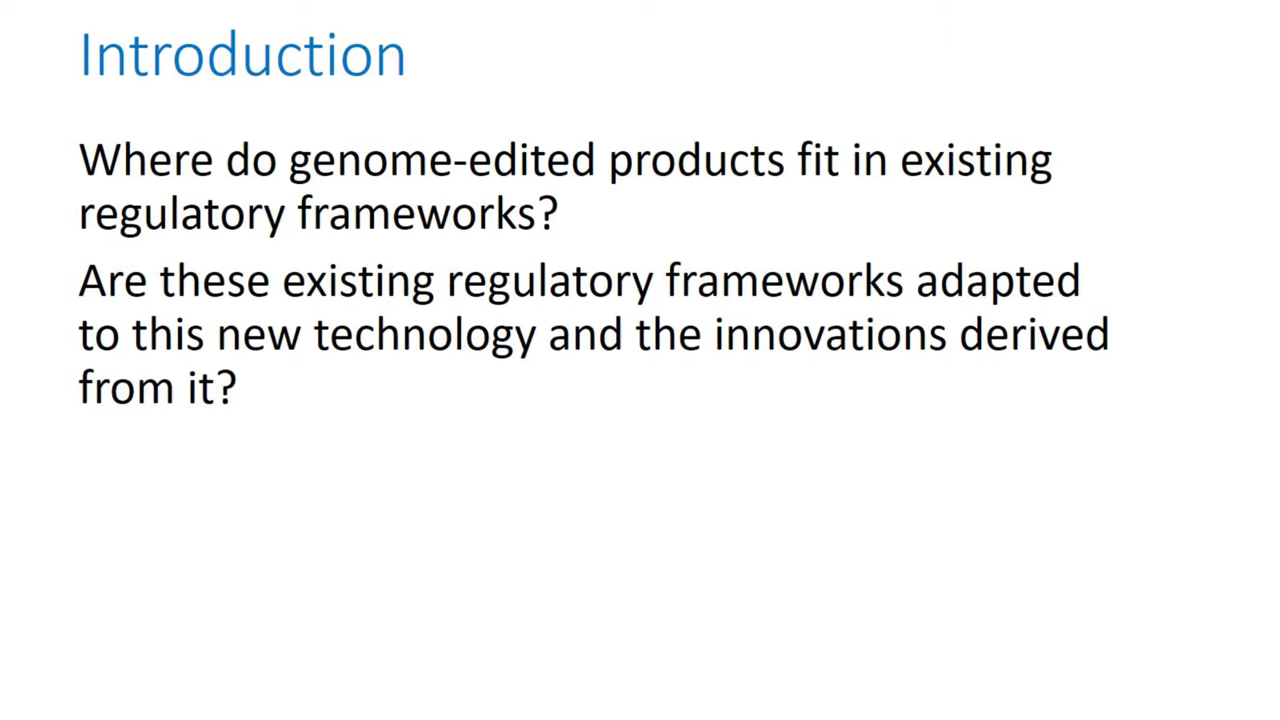 Introduction
Where do genome-edited products fit in existing
regulatory frameworks?
Are these existing regulatory frameworks adapted
to this new technology and the innovations derived
from it?